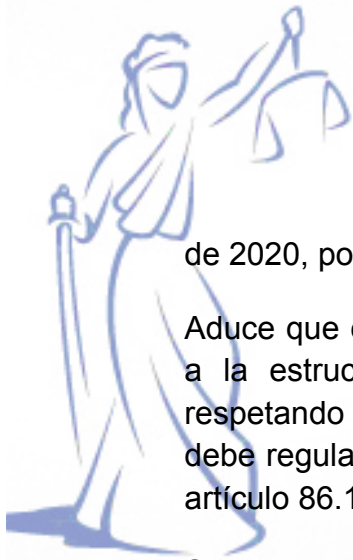 de 2020, po
Aduce que
a la estruc
respetando
debe regula
artículo 86.1